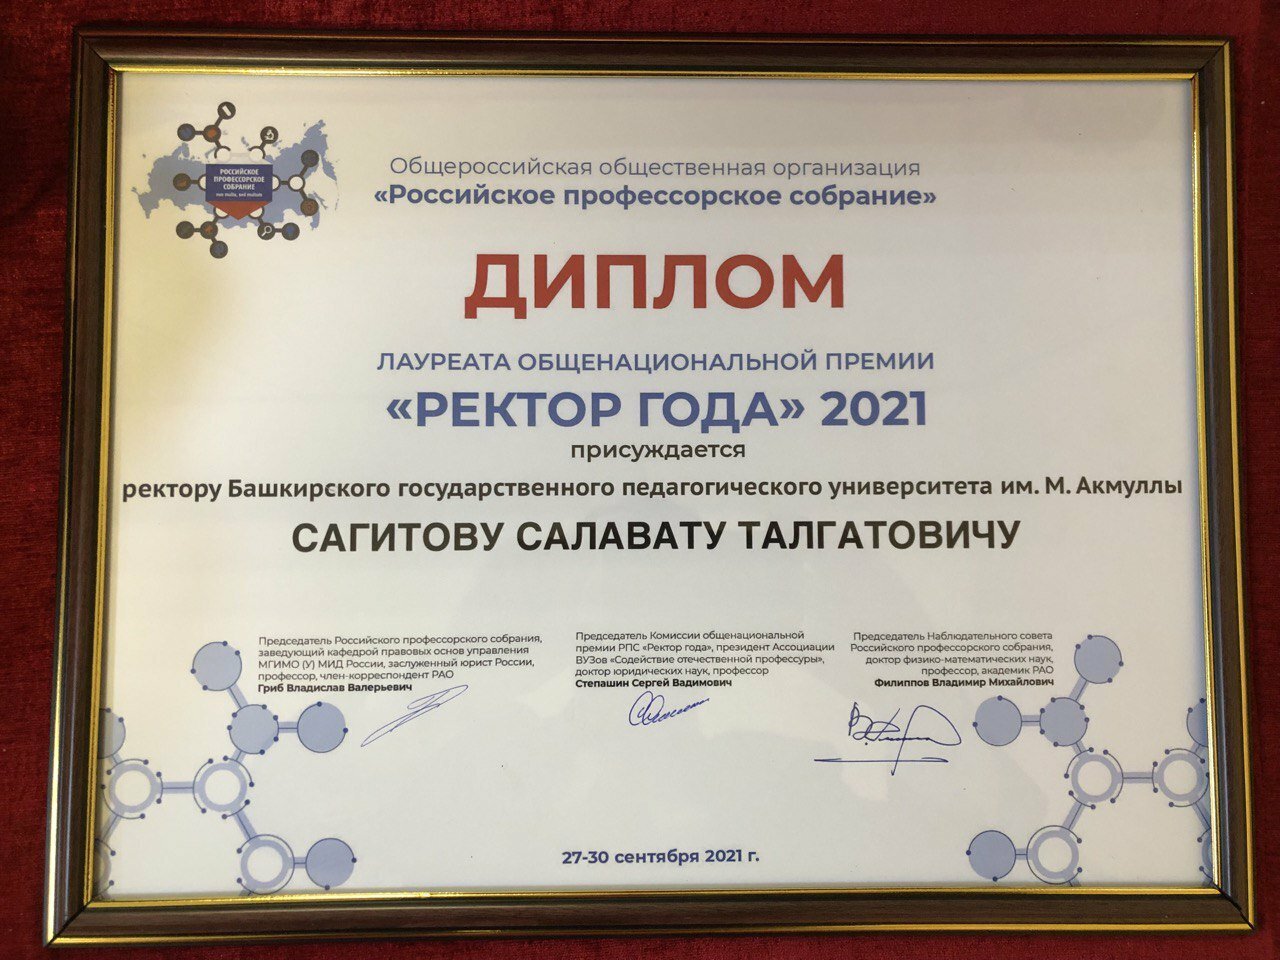 РОССИЙСКОЕ
ПРОФЕССОРСКОЕ
СОБРАНИЕ
non multa, sed multum
Общероссийская общественная организация
«Российское профессорское собрание»
ДИПЛОМ
ЛАУРЕАТА ОБЩЕНАЦИОНАЛЬНОЙ ПРЕМИИ
«РЕКТОР ГОДА» 2021
присуждается
ректору Башкирского государственного педагогического университета им. М. Акмуллы
САГИТОВУ САЛАВАТУ ТАЛГАТОВИЧУ
Председатель Российского профессорского собрания,
заведующий кафедрой правовых основ управления
МГИМО (У) МИД России, заслуженный юрист России,
профессор, член-корреспондент РАО
Гриб Владислав Валерьевич
Председатель Комиссии общенациональной
премии РПС «Ректор года», президент Ассоциации
ВУЗов «Содействие отечественной профессуры»,
доктор юридических наук, профессор
Степашин Сергей Вадимович
Председатель Наблюдательного совета
Российского профессорского собрания,
доктор физико-математических наук,
профессор, академик РАО
Филиппов Владимир Михайлович
27-30 сентября 2021 г.